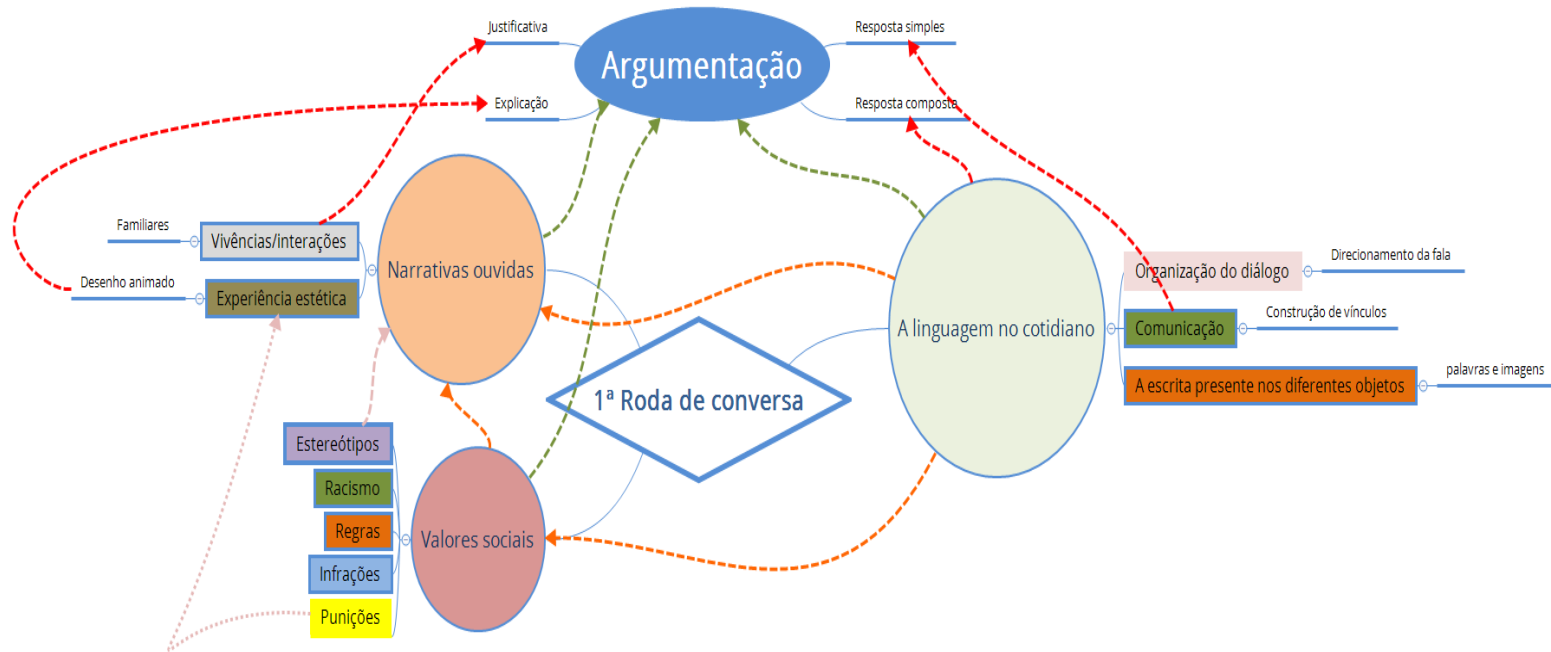 Justificativa
Resposta simples
Argumentação
Explicação
Resposta composta
Familiares
Vivências/interações
Narrativas ouvidas
Desenho animado
Experiência estética
A linguagem no cotidiano
Organização do diálogo
Direcionamento da fala
Comunicação
Construção de vínculos
A escrita presente nos diferentes objetos
palavras e imagens
1ª Roda de conversa
Estereótipos
Racismo
Regras
Infrações
Punições
Valores sociais